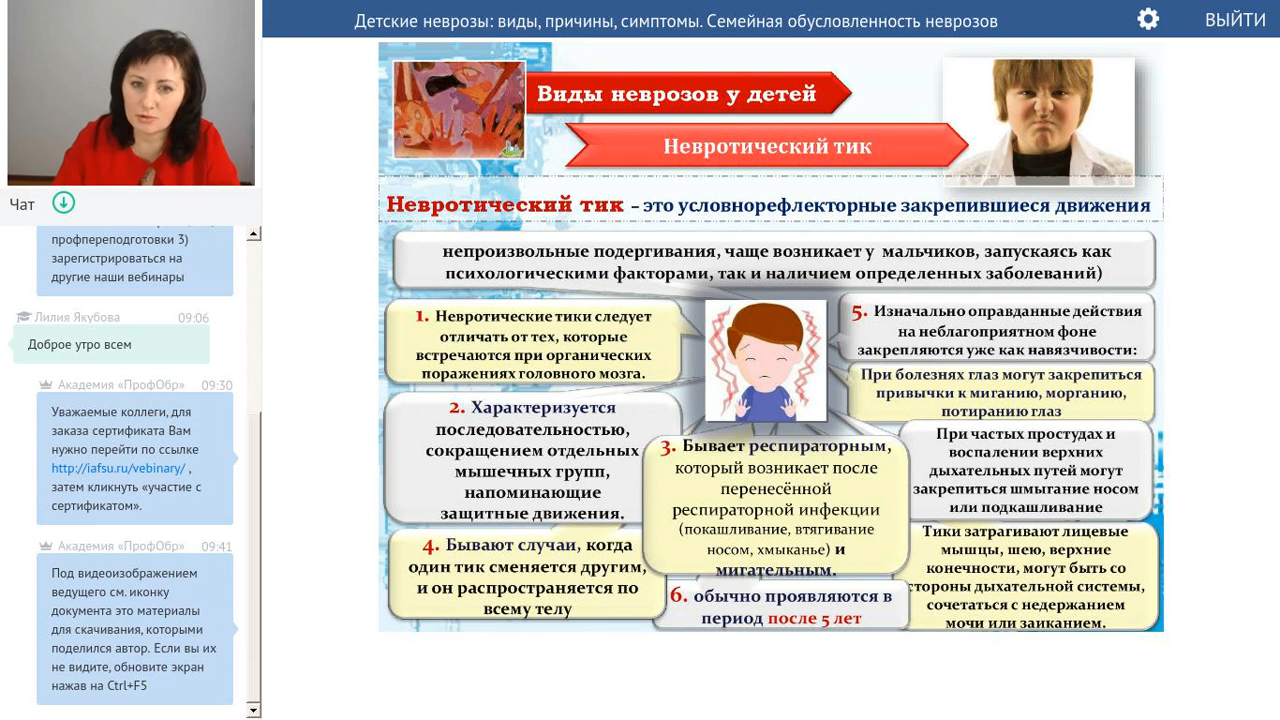 Детские неврозы: виды, причины, симптомы. Семейная обусловленность неврозов
ВЫЙТИ
Чат
профпереподготовки 3)
зарегистрироваться на
другие наши вебинары
Лилия Якубова 09:06
Доброе утро всем
Академия «ПрофОбр» 09:30
Уважаемые коллеги, для
заказа сертификата Вам
нужно перейти по ссылке
http://iafsu.ru/vebinary/ ,
затем кликнуть «участие с
сертификатом».
Академия «ПрофОбр» 09:41
Под видеоизображением
ведущего см. иконку
документа это материалы
для скачивания, которыми
поделился автор. Если вы их
не видите, обновите экран
нажав на Ctrl+F5
Виды неврозов у детей
Невротический тик
Невротический тик – это условнорефлекторные закрепившиеся движения
непроизвольные подергивания, чаще возникает у мальчиков, запускаясь как
психологическими факторами, так и наличием определенных заболеваний)
1. Невротические тики следует
отличать от тех, которые
встречаются при органических
поражениях головного мозга.
2. Характеризуется
последовательностью,
сокращением отдельных
мышечных групп,
напоминающие
защитные движения.
3. Бывает респираторным,
который возникает после
перенесённой
респираторной инфекции
(покашливание, втягивание
носом, хмыканье) и
мигательным.
4. Бывают случаи, когда
один тик сменяется другим,
и он распространяется по
всему телу
5. Изначально оправданные действия
на неблагоприятном фоне
закрепляются уже как навязчивости:
При болезнях глаз могут закрепиться
привычки к миганию, морганию,
потиранию глаз
При частых простудах и
воспалении верхних
дыхательных путей могут
закрепиться шмыгание носом
или подкашливание
Тики затрагивают лицевые
мышцы, шею, верхние
конечности, могут быть со
стороны дыхательной системы,
сочетаться с недержанием
мочи или заиканием.
6. обычно проявляются в
период после 5 лет